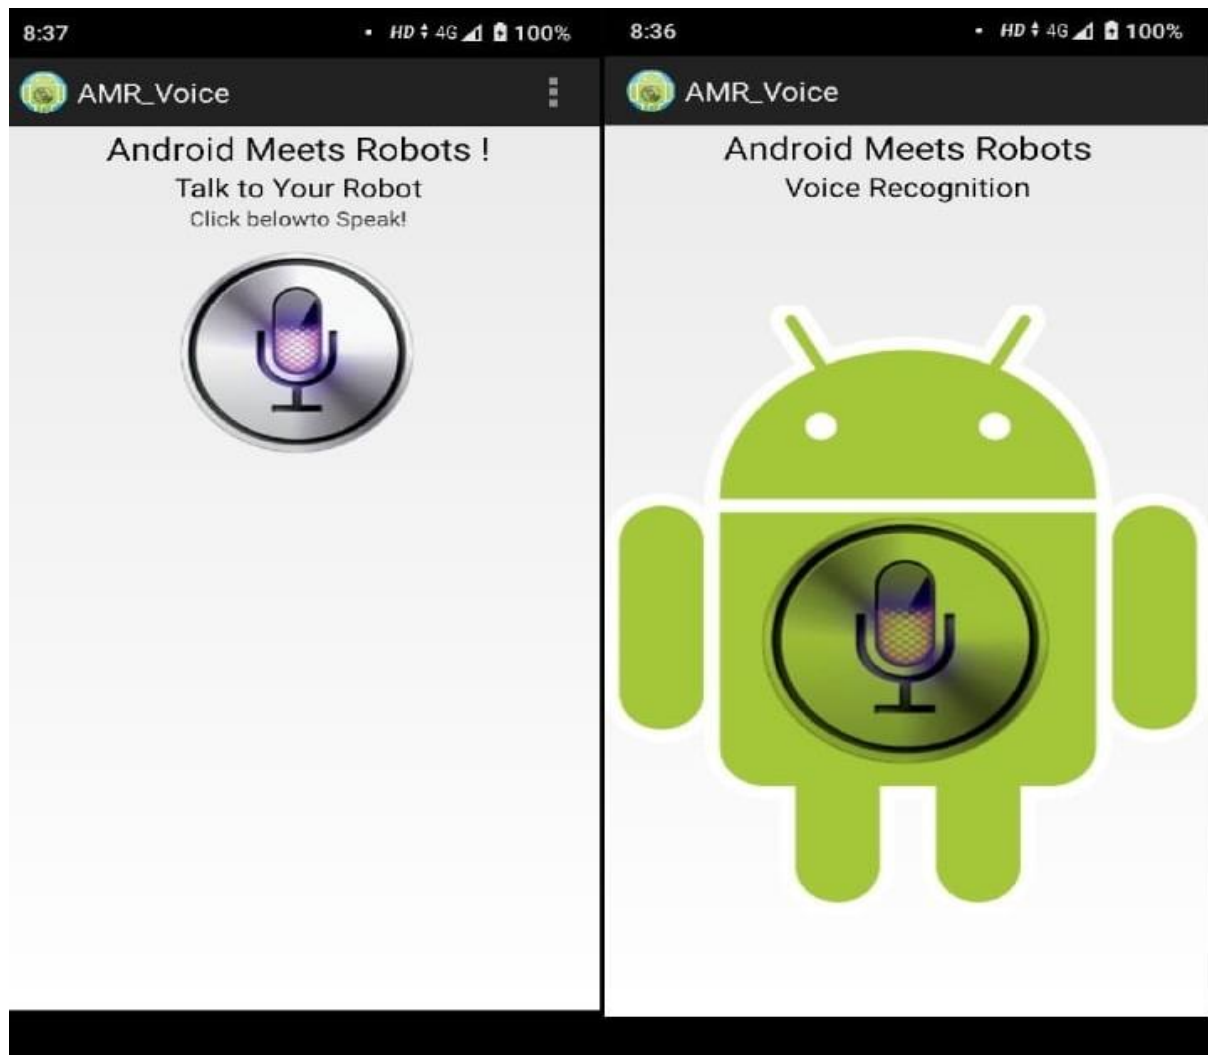 8:37
HD 4G 100%
AMR_Voice
Android Meets Robots !
Talk to Your Robot
Click belowto Speak!
8:36
HD 4G 100%
AMR_Voice
Android Meets Robots
Voice Recognition